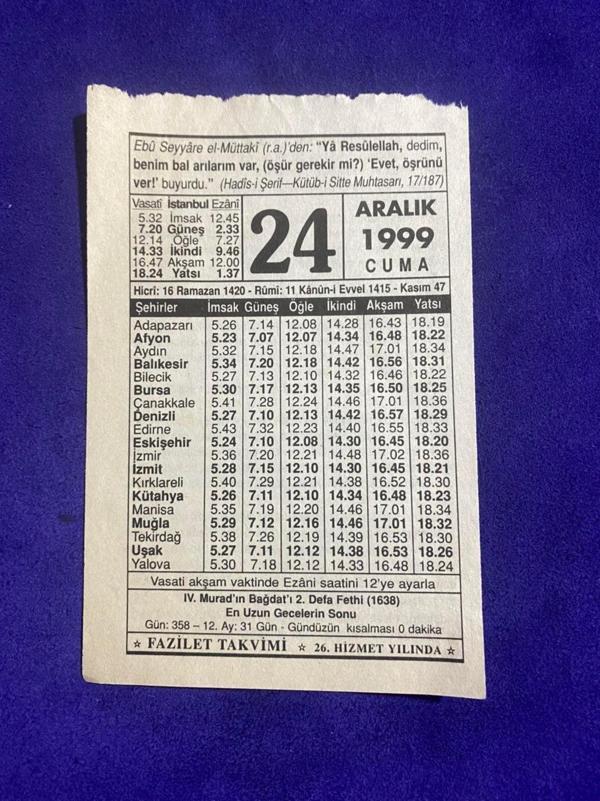 Ebû Seyyâre el-Müttakî (r.a.)'den: “Yâ Resûlellah, dedim,
benim bal arılarım var, (öşür gerekir mi?) ‘Evet, öşrünü
ver!’ buyurdu.” (Hadîs-i Şerif—Kütüb-i Sitte Muhtasarı, 17/187)
Vasatî İstanbul Ezânî
5.32 İmsak 12.45
7.20 Güneş 2.33
12.14 Öğle 7.27
14.33 İkindi 9.46
16.47 Akşam 12.00
18.24 Yatsı 1.37
24
ARALIK
1999
CUMA
Hicrî: 16 Ramazan 1420 - Rûmî: 11 Kânûn-i Evvel 1415 - Kasım 47
Şehirler İmsak Güneş Öğle İkindi Akşam Yatsı
Adapazarı 5.26 7.14 12.08 14.28 16.43 18.19
Afyon 5.23 7.07 12.07 14.34 16.48 18.22
Aydın 5.32 7.15 12.18 14.47 17.01 18.34
Balıkesir 5.34 7.20 12.18 14.42 16.56 18.31
Bilecik 5.27 7.13 12.10 14.32 16.46 18.22
Bursa 5.30 7.17 12.13 14.35 16.50 18.25
Çanakkale 5.41 7.28 12.24 14.46 17.01 18.36
Denizli 5.27 7.10 12.13 14.42 16.57 18.29
Edirne 5.43 7.32 12.23 14.40 16.55 18.33
Eskişehir 5.24 7.10 12.08 14.30 16.45 18.20
İzmir 5.36 7.20 12.21 14.48 17.02 18.36
İzmit 5.28 7.15 12.10 14.30 16.45 18.21
Kırklareli 5.40 7.29 12.21 14.38 16.52 18.30
Kütahya 5.26 7.11 12.10 14.34 16.48 18.23
Manisa 5.35 7.19 12.20 14.46 17.01 18.34
Muğla 5.29 7.12 12.16 14.46 17.01 18.32
Tekirdağ 5.38 7.26 12.19 14.39 16.53 18.30
Uşak 5.27 7.11 12.12 14.38 16.53 18.26
Yalova 5.30 7.18 12.12 14.33 16.48 18.24
Vasati akşam vaktinde Ezâni saatini 12'ye ayarla
IV. Murad'ın Bağdat'ı 2. Defa Fethi (1638)
En Uzun Gecelerin Sonu
Gün: 358 – 12. Ay: 31 Gün - Gündüzün kısalması 0 dakika
☆ FAZİLET TAKVİMİ ☆ 26. HİZMET YILINDA ☆